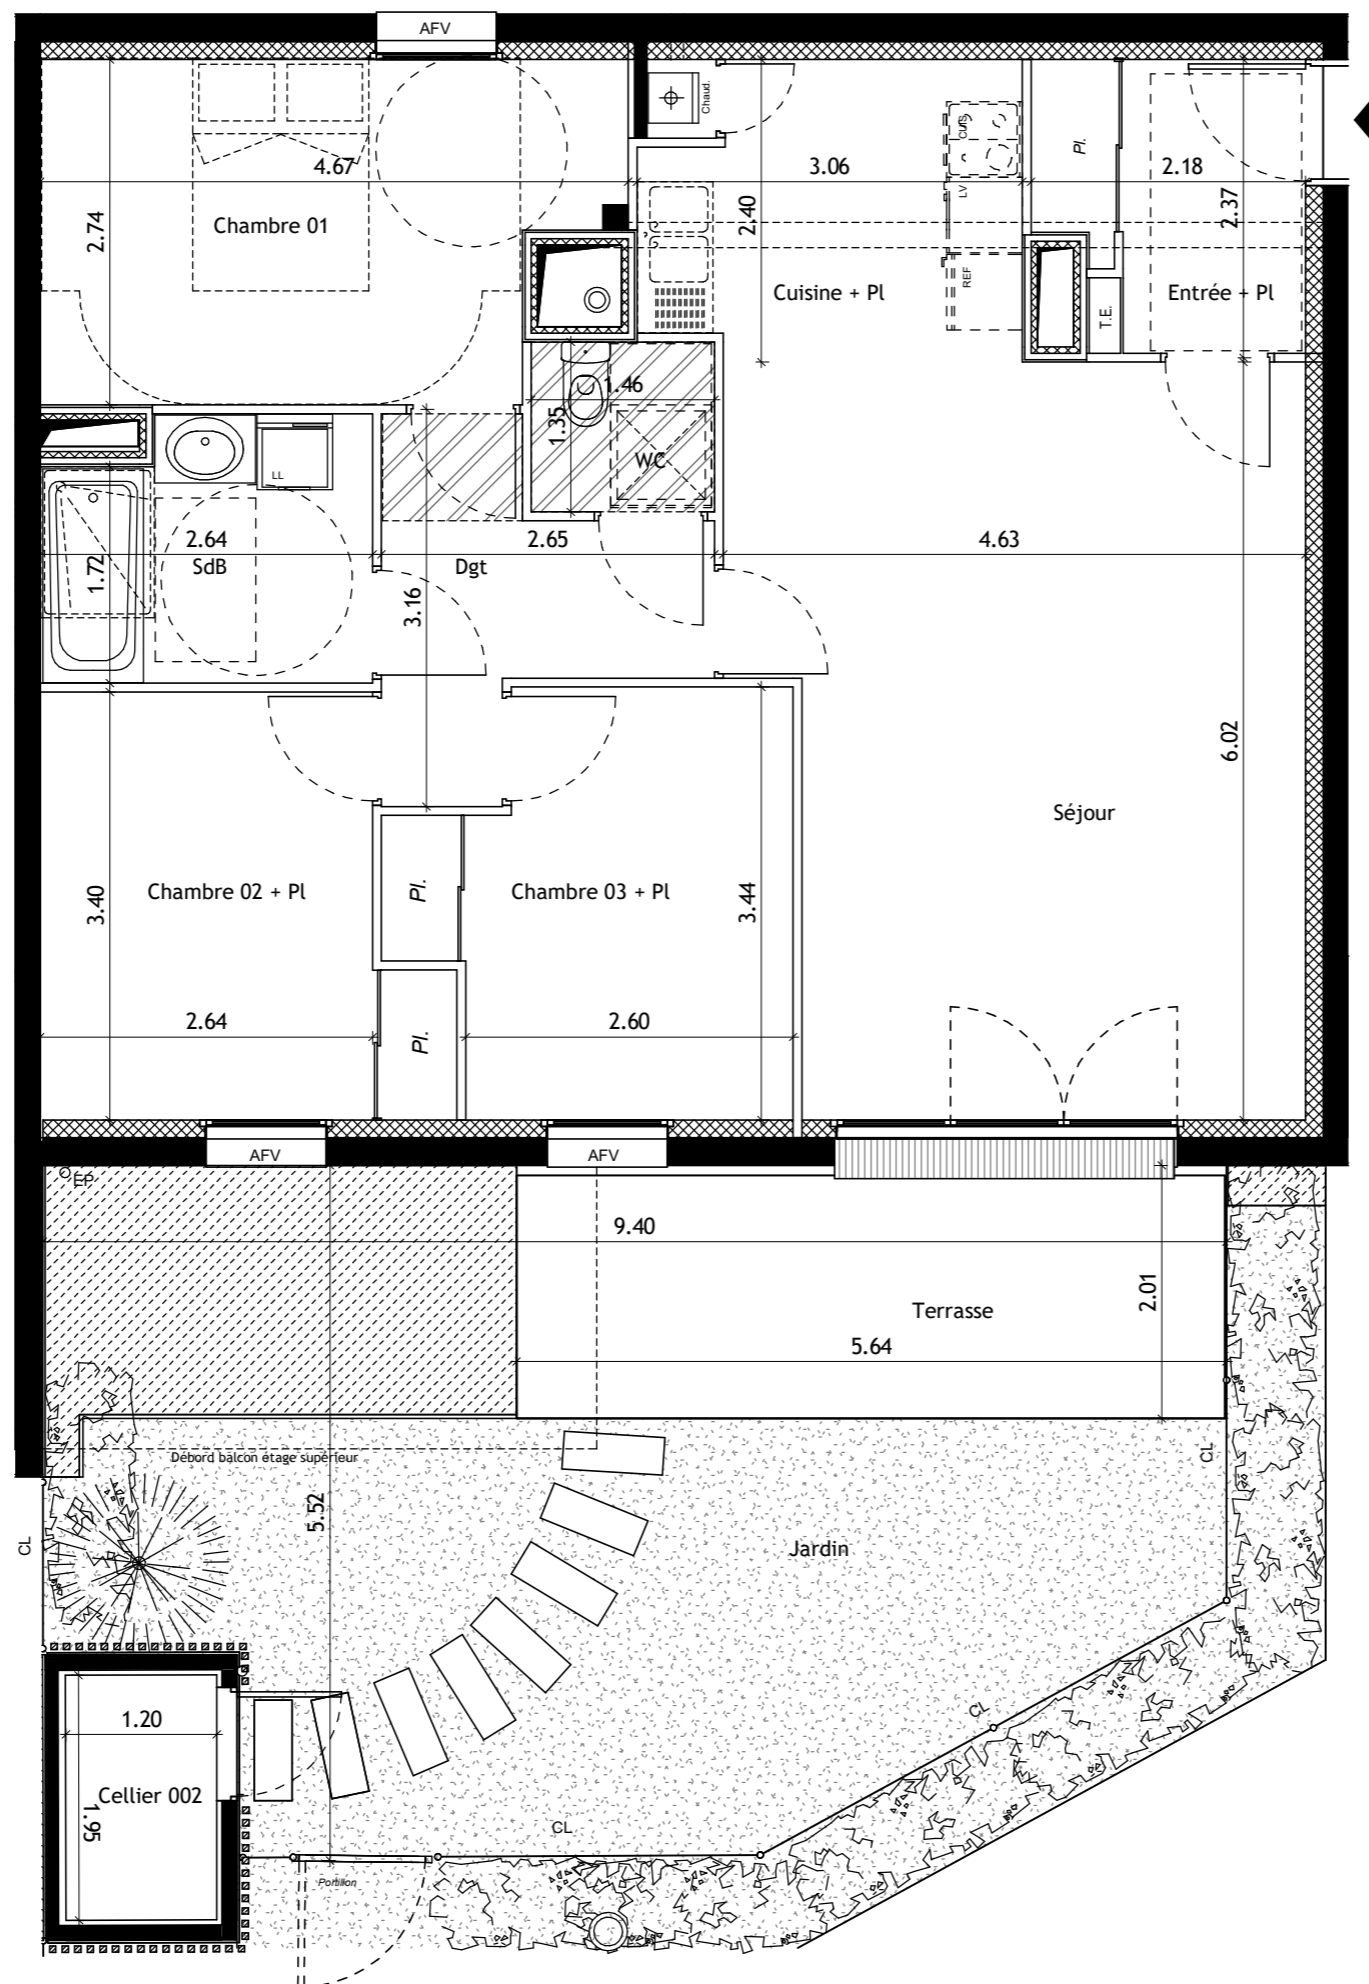 AFV
Chaud.
CUIS
LV
REF
Pl.
4.67
3.06
2.18
2.74
2.40
2.37
Chambre 01
Cuisine + Pl
Entrée + Pl
T.E.
1.46
1.35
WC
LL
2.64
SdB
1.72
2.65
Dgt
3.16
4.63
6.02
Séjour
Chambre 02 + Pl
Pl.
Chambre 03 + Pl
3.40
3.44
2.64
Pl.
2.60
AFV
AFV
EP
9.40
2.01
Terrasse
5.64
Débord balcon étage supérieur
CL
5.52
CL
Jardin
1.20
CL
Cellier 002
1.95
CL
Portillon